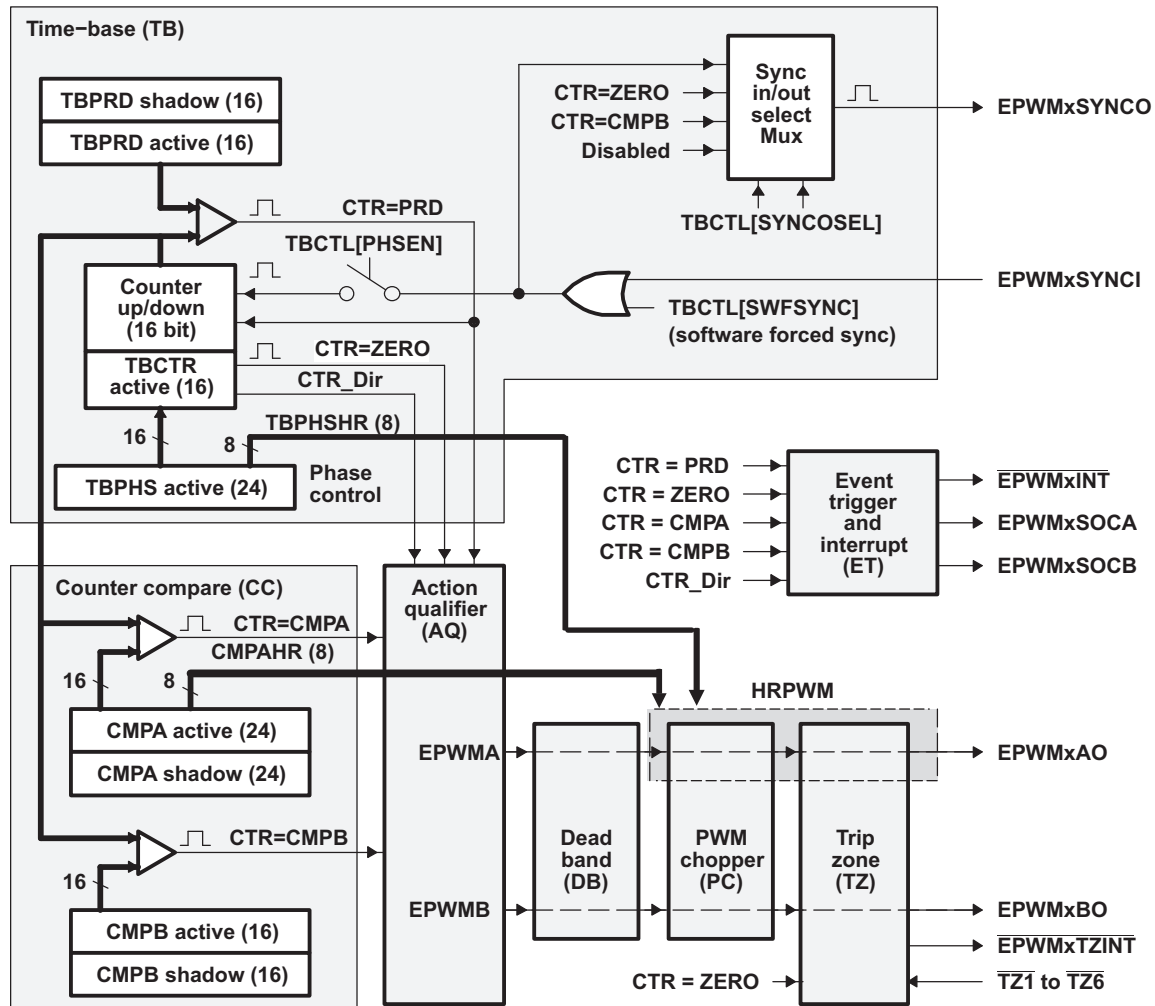 Time−base (TB)
TBPRD shadow (16)
TBPRD active (16)
CTR=PRD
TBCTL[PHSEN]
Counter
up/down
(16 bit)
TBCTR
active (16)
CTR=ZERO
CTR_Dir
16
8
TBPHSHR (8)
TBPHS active (24)
Phase
control
CTR=ZERO
CTR=CMPB
Disabled
Sync
in/out
select
Mux
TBCTL[SYNCOSEL]
EPWMxSYNCO
EPWMxSYNCI
TBCTL[SWFSYNC]
(software forced sync)
CTR = PRD
CTR = ZERO
CTR = CMPA
CTR = CMPB
CTR_Dir
Event
trigger
and
interrupt
(ET)
EPWMxINT
EPWMxSOCA
EPWMxSOCB
Counter compare (CC)
CTR=CMPA
CMPAHR (8)
16
8
CMPA active (24)
CMPA shadow (24)
CTR=CMPB
16
CMPB active (16)
CMPB shadow (16)
Action
qualifier
(AQ)
EPWMA
EPWMB
HRPWM
Dead
band
(DB)
PWM
chopper
(PC)
Trip
zone
(TZ)
CTR = ZERO
EPWMxAO
EPWMxBO
EPWMxTZINT
TZ1 to TZ6